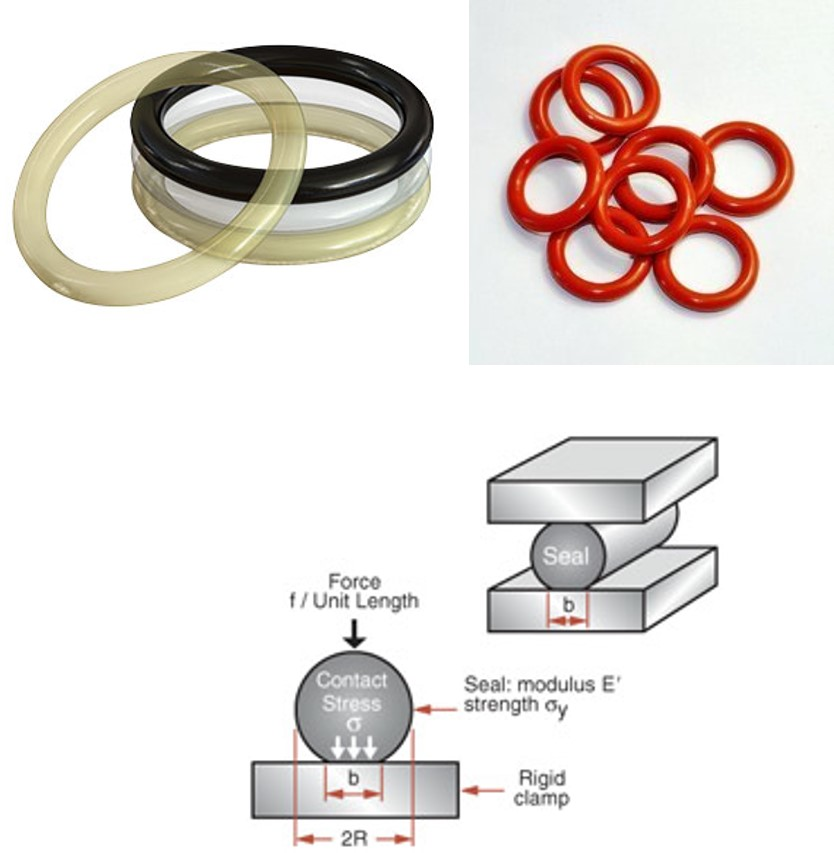 Seal
b
Force
f / Unit Length
Contact
Stress
σ
Seal: modulus E′
strength σy
b
Rigid
clamp
2R